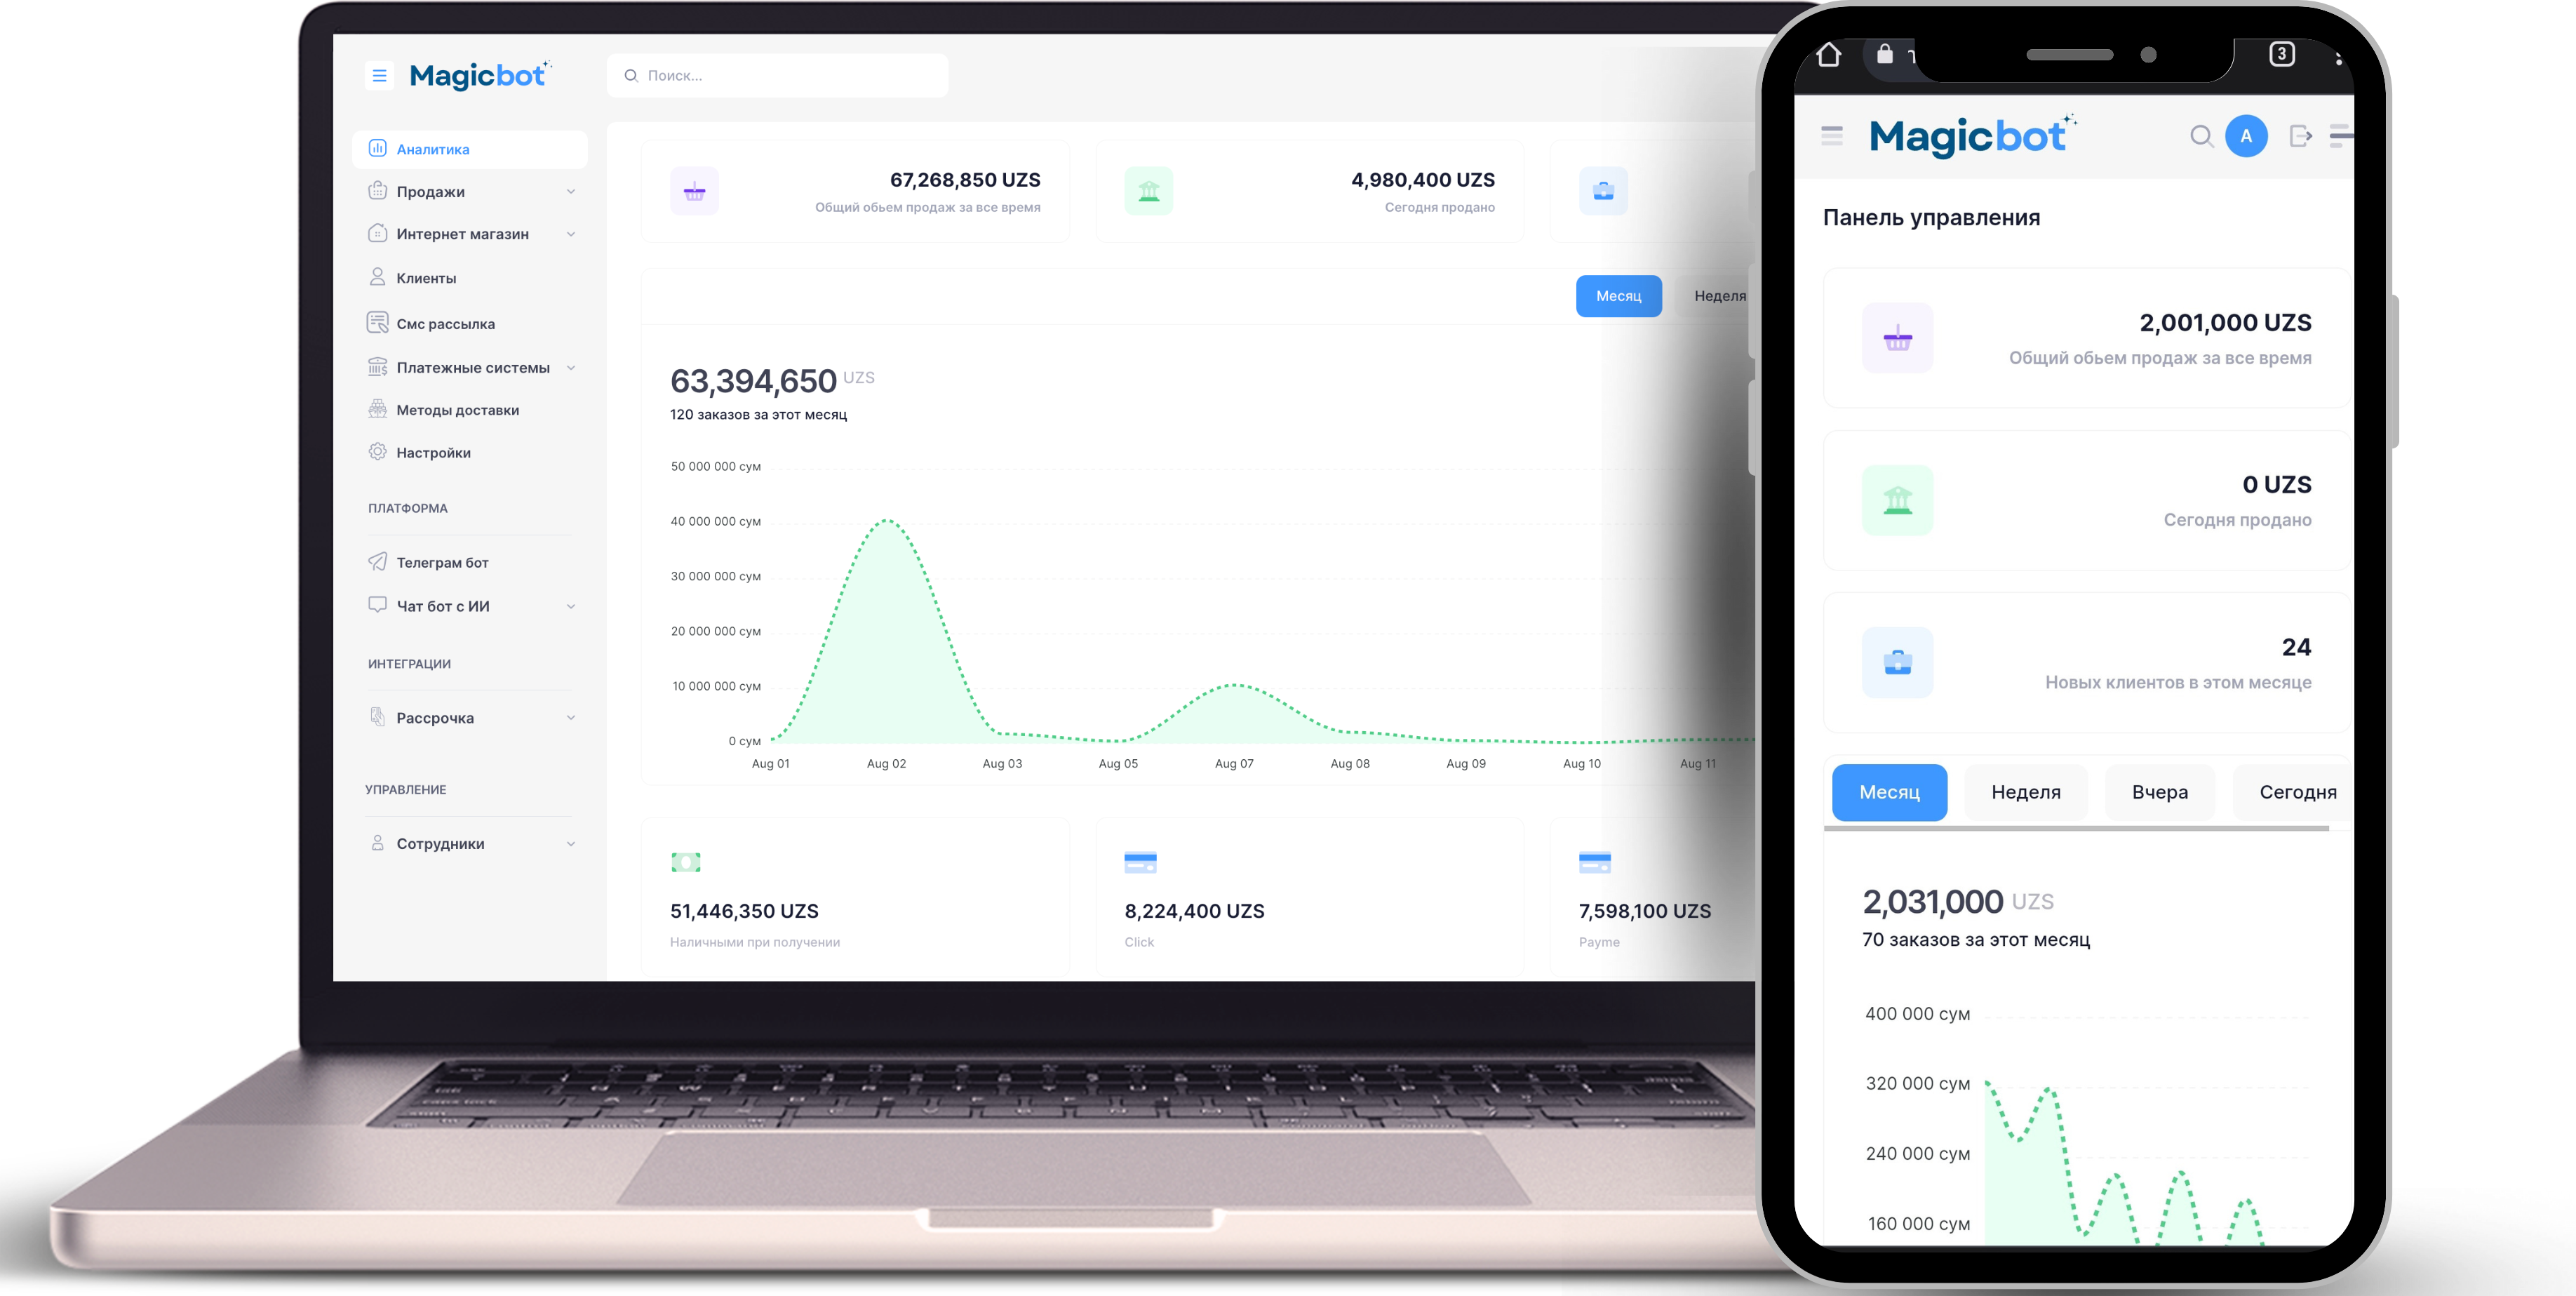 Magicbot
Поиск...
Аналитика
Продажи
Интернет магазин
Клиенты
Смс рассылка
Платежные системы
Методы доставки
Настройки
ПЛАТФОРМА
Телеграм бот
Чат бот с ИИ
ИНТЕГРАЦИИ
Рассрочка
УПРАВЛЕНИЕ
Сотрудники
67,268,850 UZS
Общий обьем продаж за все время
4,980,400 UZS
Сегодня продано
Месяц
Неделя
63,394,650 UZS
120 заказов за этот месяц
50 000 000 сум
40 000 000 сум
30 000 000 сум
20 000 000 сум
10 000 000 сум
0 сум
Aug 01 Aug 02 Aug 03 Aug 05 Aug 07 Aug 08 Aug 09 Aug 10 Aug 11
51,446,350 UZS
Наличными при получении
8,224,400 UZS
Click
7,598,100 UZS
Payme
3
Magicbot
A
Панель управления
2,001,000 UZS
Общий обьем продаж за все время
0 UZS
Сегодня продано
24
Новых клиентов в этом месяце
Месяц Неделя Вчера Сегодня
2,031,000 UZS
70 заказов за этот месяц
400 000 сум
320 000 сум
240 000 сум
160 000 сум